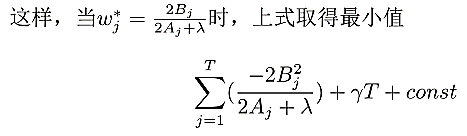 这样，当$w_j^* = \frac{2B_j}{2A_j+\lambda}$时，上式取得最小值
$\sum_{j=1}^{T}(\frac{-2B_j^2}{2A_j+\lambda}) + \gamma T + const$